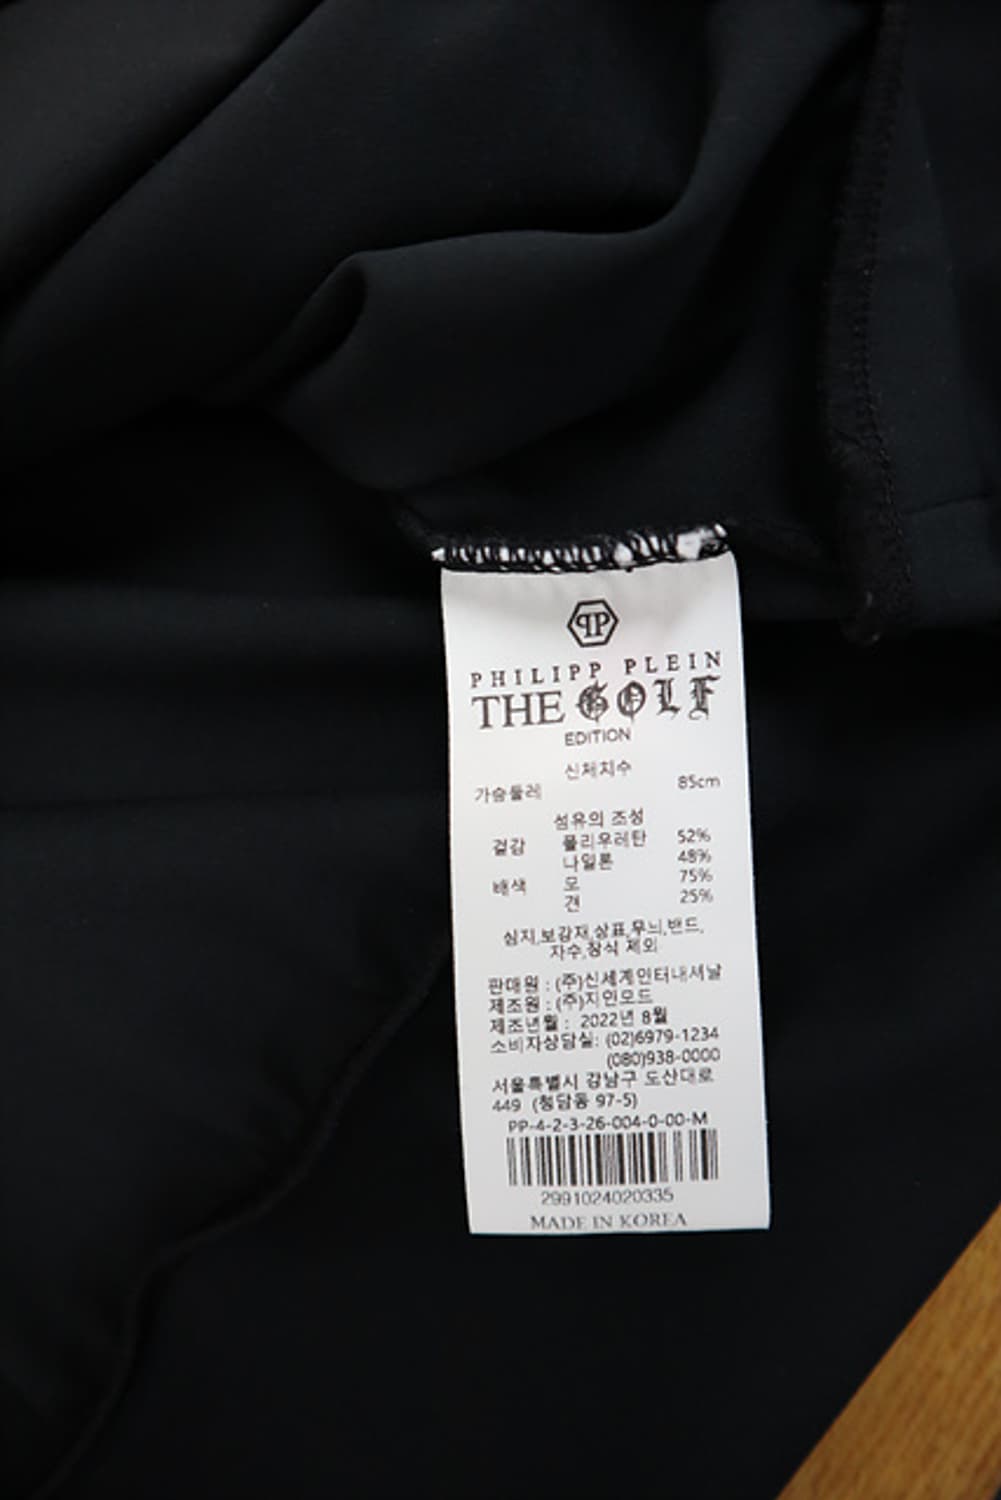 PP
PHILIPP PLEIN
THE GOLF
EDITION
신체치수
가슴둘레 85cm
섬유의 조성
겉감 폴리우레탄 52%
나일론 48%
배색 모 75%
견 25%
심지,보강재,상표,무늬,밴드,
자수,장식 제외
판매원 : (주)신세계인터내셔날
제조원 : (주)지인모드
제조년월 : 2022년 8월
소비자상담실: (02)6979-1234
(080)938-0000
서울특별시 강남구 도산대로
449 (청담동 97-5)
PP-4-2-3-26-004-0-00-M
2991024020335
MADE IN KOREA